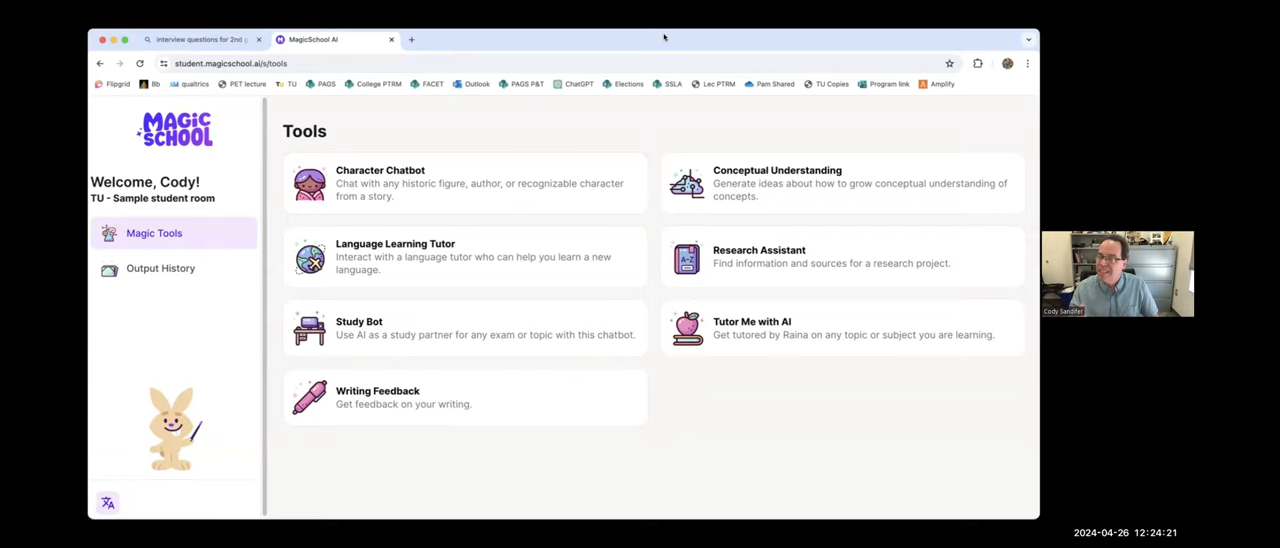 interview questions for 2nd g
MagicSchool AI
student.magicschool.ai/s/tools
Flipgrid
Bb
qualtrics
PET lecture
TU
TU
PAGS
College PTRM
FACET
Outlook
PAGS P&T
ChatGPT
Elections
SSLA
Lec PTRM
Pam Shared
TU Copies
Program link
Amplify
MAGIC
SCHOOL
Welcome, Cody!
TU - Sample student room
Magic Tools
Output History
Tools
Character Chatbot
Chat with any historic figure, author, or recognizable character
from a story.
Conceptual Understanding
Generate ideas about how to grow conceptual understanding of
concepts.
Language Learning Tutor
Interact with a language tutor who can help you learn a new
language.
A-Z
Research Assistant
Find information and sources for a research project.
Study Bot
Use AI as a study partner for any exam or topic with this chatbot.
Tutor Me with AI
Get tutored by Raina on any topic or subject you are learning.
Writing Feedback
Get feedback on your writing.
Cody Sandifer
2024-04-26 12:24:21